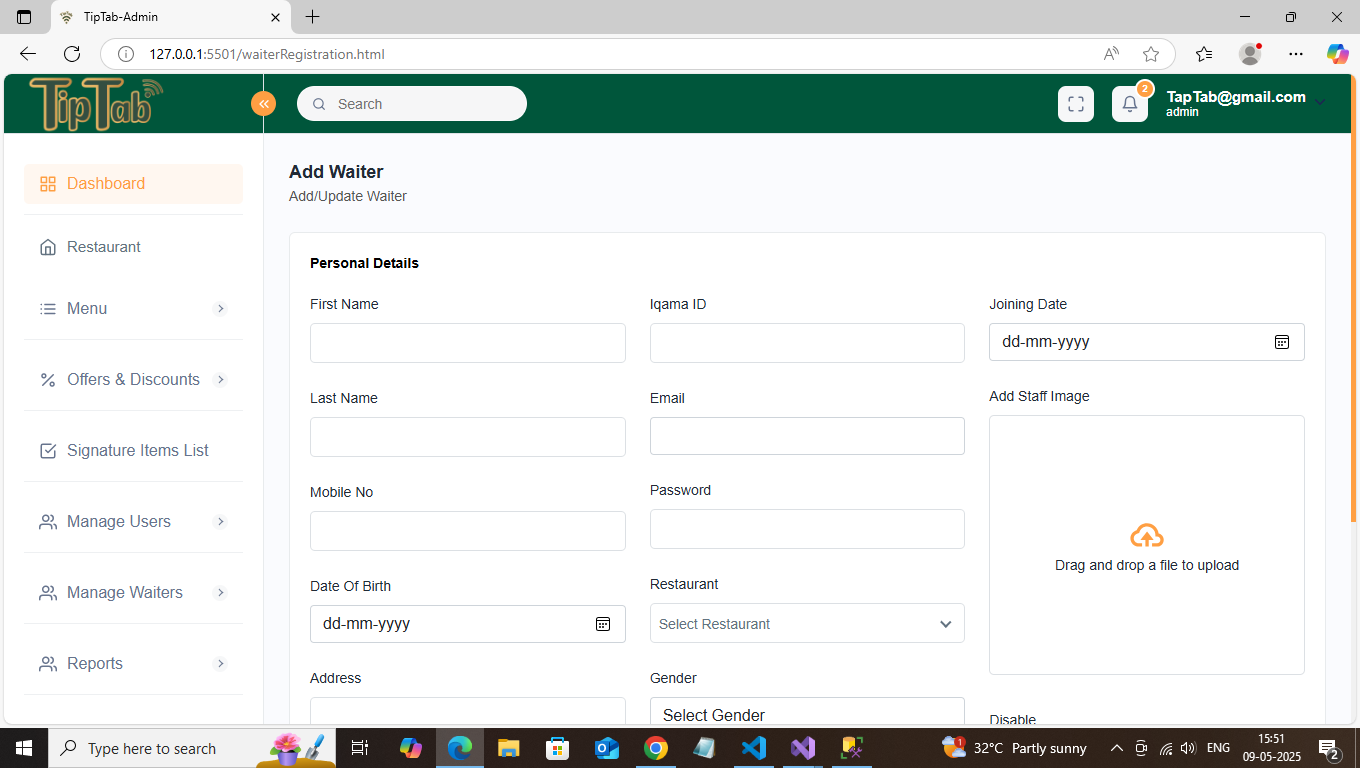 TipTab-Admin
127.0.0.1:5501/waiterRegistration.html
TipTab
Search
2
TapTab@gmail.com
admin
Dashboard
Restaurant
Menu
Offers & Discounts
Signature Items List
Manage Users
Manage Waiters
Reports
Add Waiter
Add/Update Waiter
Personal Details
First Name
Iqama ID
Joining Date
dd-mm-yyyy
Last Name
Email
Add Staff Image
Mobile No
Password
Drag and drop a file to upload
Date Of Birth
Restaurant
dd-mm-yyyy
Select Restaurant
Address
Gender
Select Gender
Disable
Type here to search
1
32°C Partly sunny
ENG
15:51
09-05-2025
2